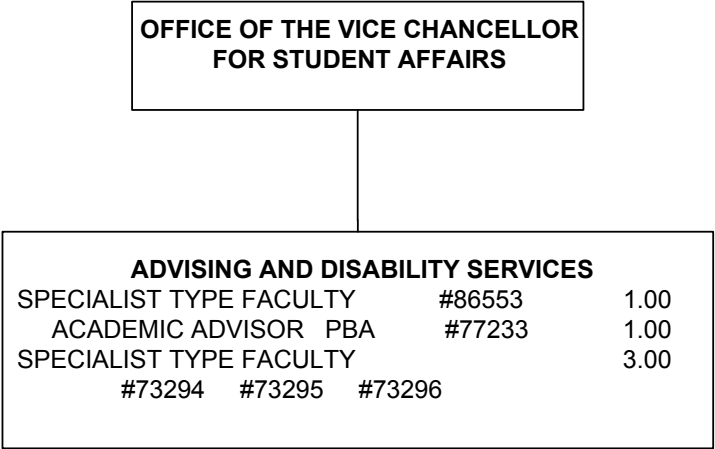 OFFICE OF THE VICE CHANCELLOR
FOR STUDENT AFFAIRS
ADVISING AND DISABILITY SERVICES
SPECIALIST TYPE FACULTY #86553 1.00
ACADEMIC ADVISOR PBA #77233 1.00
SPECIALIST TYPE FACULTY 3.00
#73294 #73295 #73296